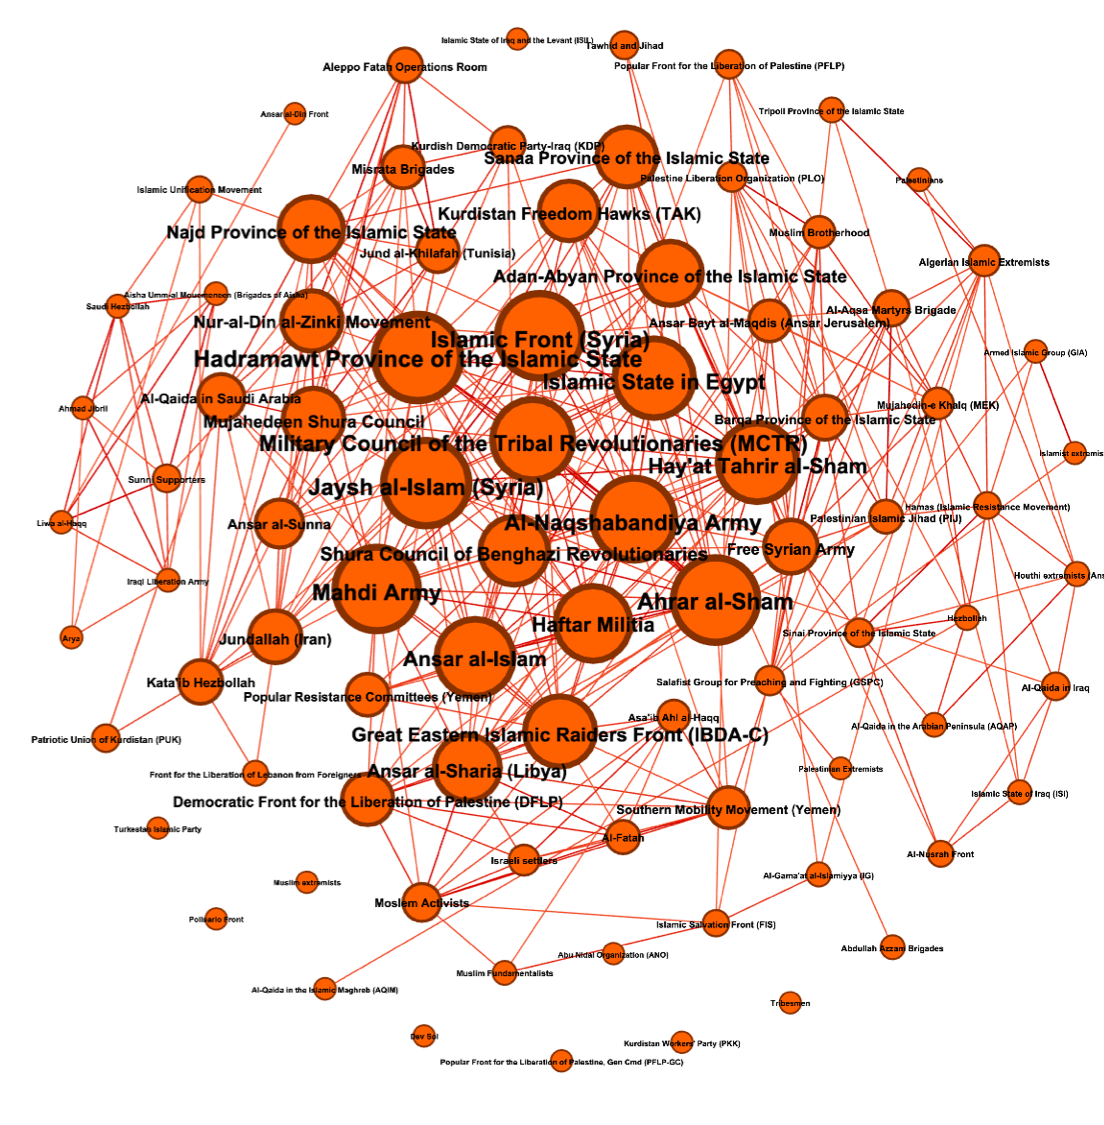 Islamic State of Iraq and the Levant (ISIL)
Tawhid and Jihad
Popular Front for the Liberation of Palestine (PFLP)
Aleppo Fatah Operations Room
Tripoli Province of the Islamic State
Ansar al-Din Front
Kurdish Democratic Party-Iraq (KDP)
Sanaa Province of the Islamic State
Misrata Brigades
Palestine Liberation Organization (PLO)
Palestinians
Islamic Unification Movement
Kurdistan Freedom Hawks (TAK)
Najd Province of the Islamic State
Muslim Brotherhood
Jund al-Khilafah (Tunisia)
Algerian Islamic Extremists
Adan-Abyan Province of the Islamic State
Aisha Umm-al Mouemeneen (Brigades of Aisha)
Saudi Hezbollah
Al-Aqsa Martyrs Brigade
Nur-al-Din al-Zinki Movement
Ansar Bayt al-Maqdis (Ansar Jerusalem)
Islamic Front (Syria)
Armed Islamic Group (GIA)
Hadramawt Province of the Islamic State
Islamic State in Egypt
Al-Qaida in Saudi Arabia
Mujahedin-e Khalq (MEK)
Ahmad Jibril
Mujahedeen Shura Council
Barqa Province of the Islamic State
Military Council of the Tribal Revolutionaries (MCTR)
Islamist extremis
Hay'at Tahrir al-Sham
Sunni Supporters
Jaysh al-Islam (Syria)
Hamas (Islamic Resistance Movement)
Palestinian Islamic Jihad (PIJ)
Liwa al-Haqq
Ansar al-Sunna
Al-Naqshabandiya Army
Free Syrian Army
Shura Council of Benghazi Revolutionaries
Houthi extremists (Ans
Iraqi Liberation Army
Mahdi Army
Ahrar al-Sham
Hezbollah
Haftar Militia
Sinai Province of the Islamic State
Arya
Jundallah (Iran)
Ansar al-Islam
Kata'ib Hezbollah
Salafist Group for Preaching and Fighting (GSPC)
Al-Qaida in Iraq
Popular Resistance Committees (Yemen)
Asa'ib Ahl al-Haqq
Al-Qaida in the Arabian Peninsula (AQAP)
Great Eastern Islamic Raiders Front (IBDA-C)
Patriotic Union of Kurdistan (PUK)
Palestinian Extremists
Ansar al-Sharia (Libya)
Front for the Liberation of Lebanon from Foreigners
Islamic State of Iraq (ISI)
Democratic Front for the Liberation of Palestine (DFLP)
Southern Mobility Movement (Yemen)
Turkestan Islamic Party
Al-Fatah
Al-Nusrah Front
Israeli settlers
Al-Gama'at al-Islamiyya (IG)
Muslim extremists
Moslem Activists
Polisario Front
Islamic Salvation Front (FIS)
Abdullah Azzam Brigades
Abu Nidal Organization (ANO)
Muslim Fundamentalists
Al-Qaida in the Islamic Maghreb (AQIM)
Tribesmen
Dev Sol
Kurdistan Workers' Party (PKK)
Popular Front for the Liberation of Palestine, Gen Cmd (PFLP-GC)